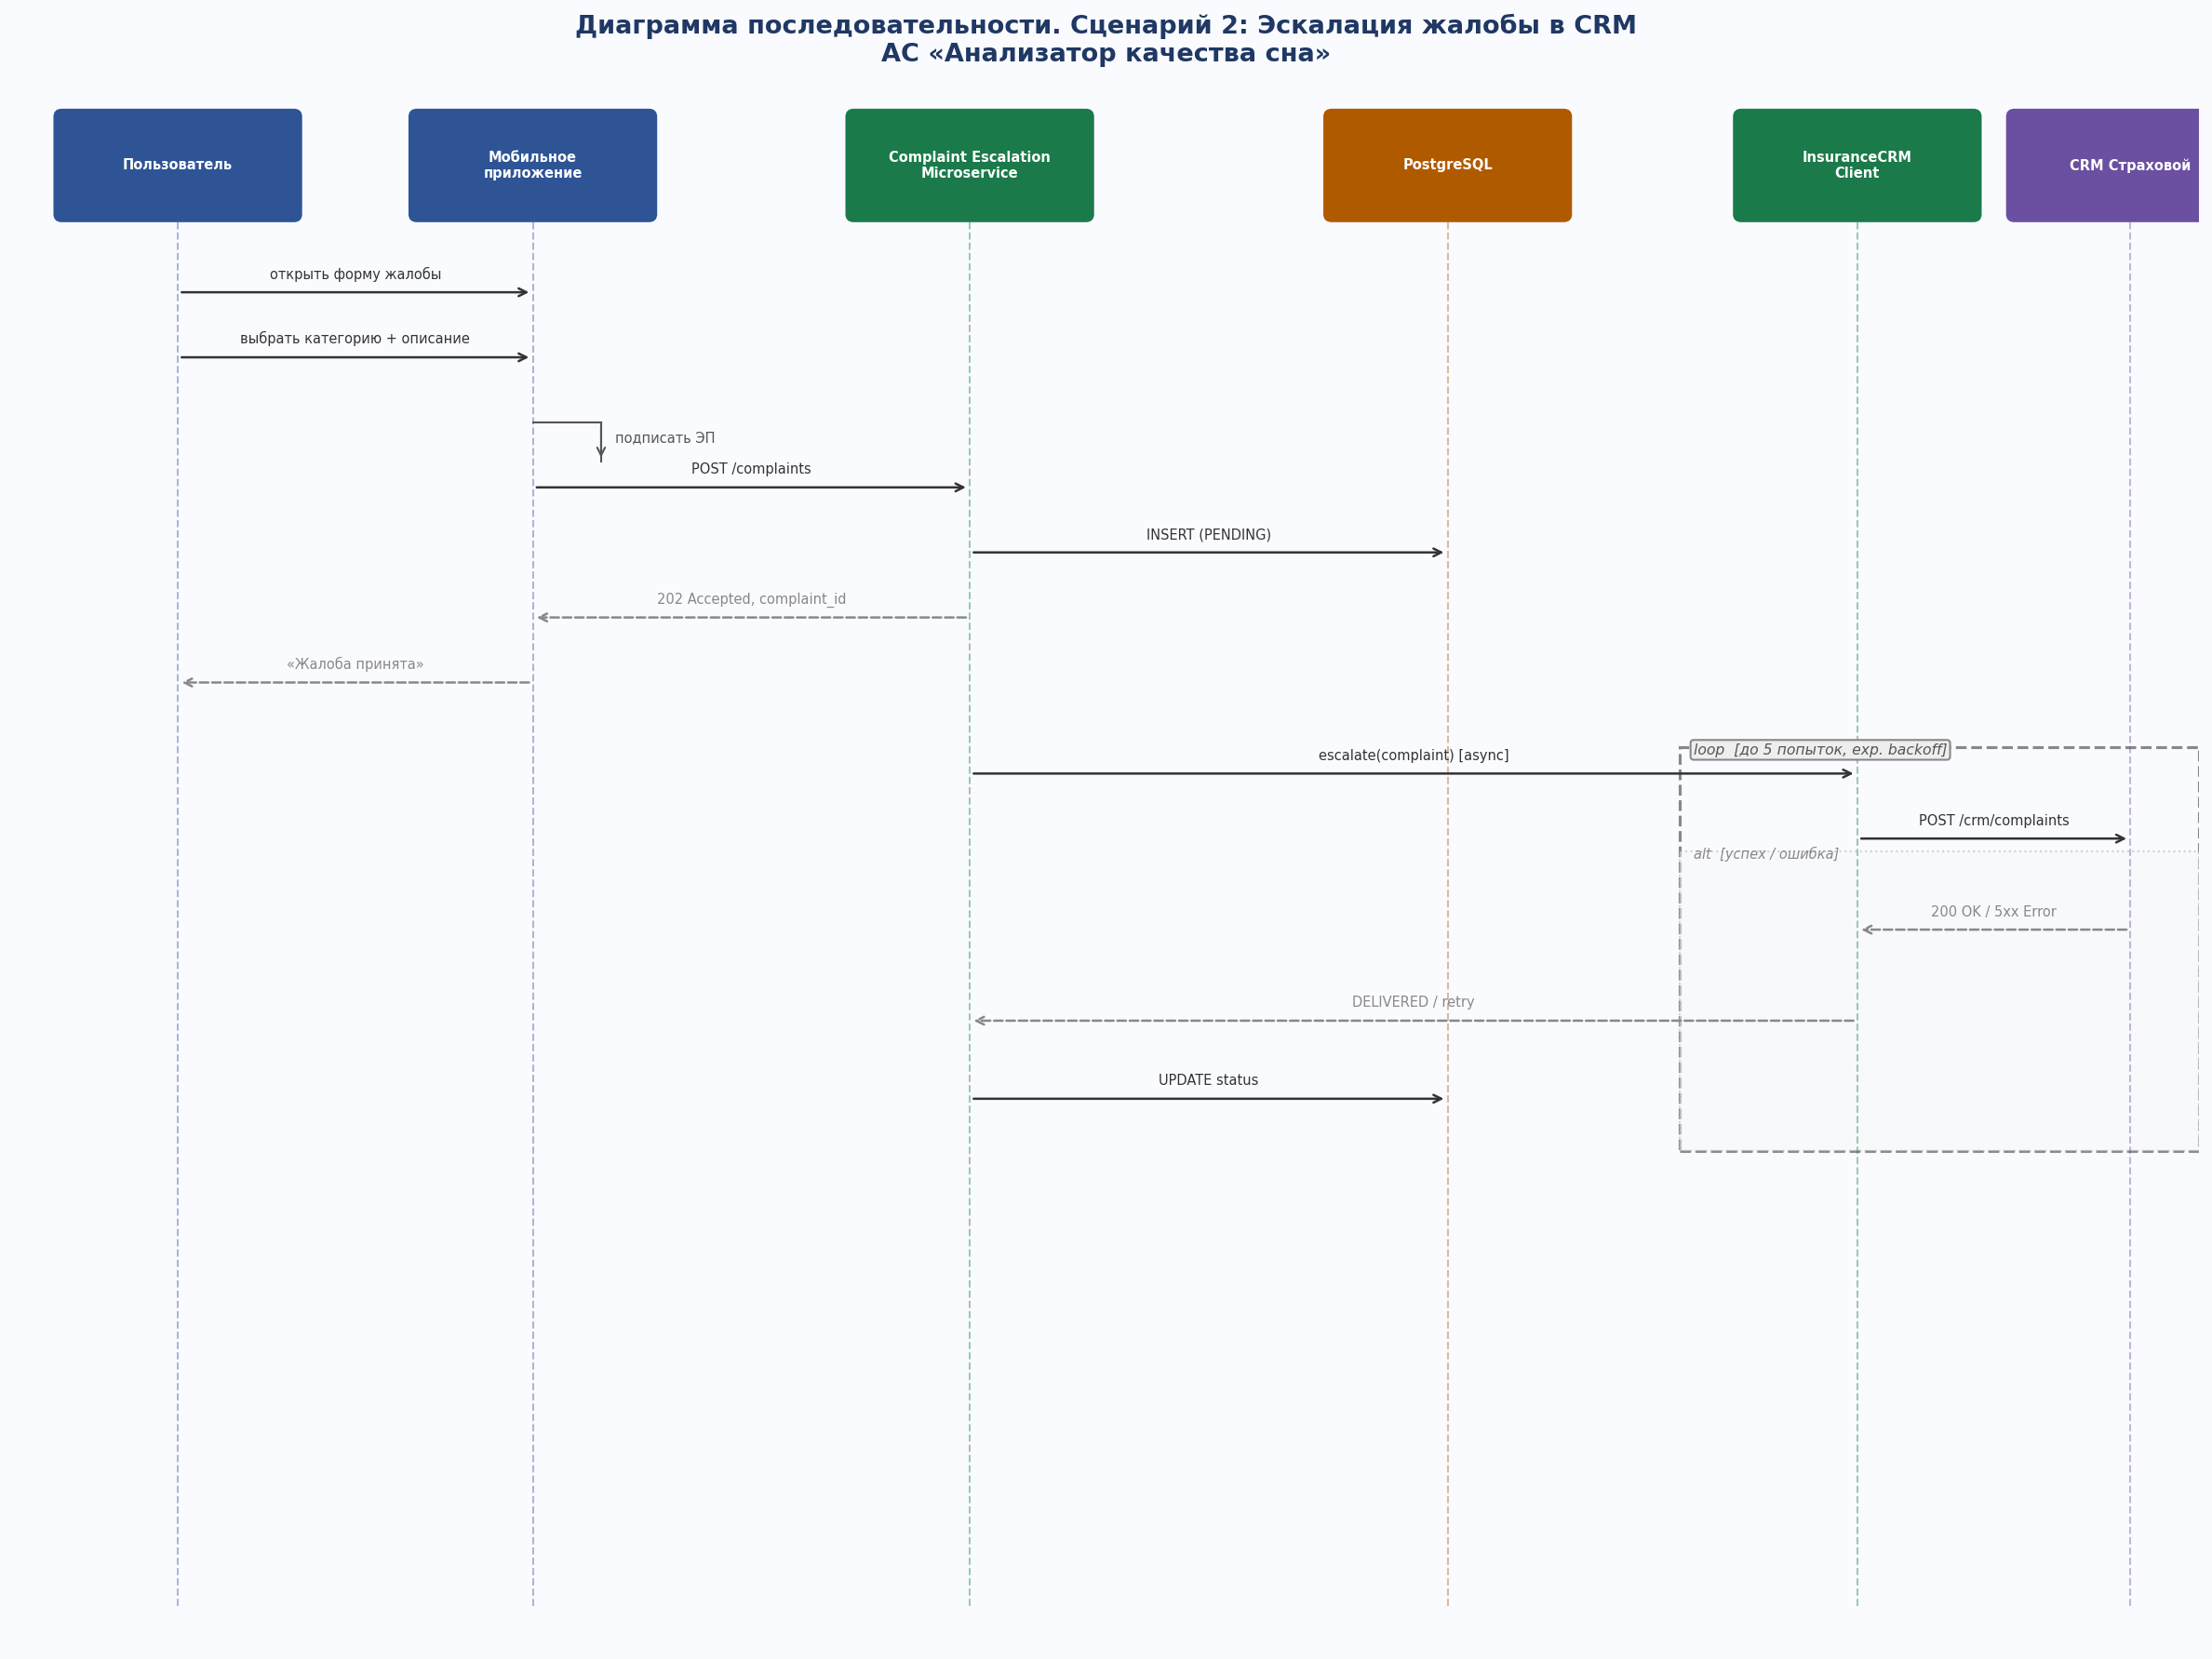 Диаграмма последовательности. Сценарий 2: Эскалация жалобы в CRM
АС «Анализатор качества сна»
Пользователь
Мобильное
приложение
Complaint Escalation
Microservice
PostgreSQL
InsuranceCRM
Client
CRM Страховой
открыть форму жалобы
выбрать категорию + описание
подписать ЭП
POST /complaints
INSERT (PENDING)
202 Accepted, complaint_id
«Жалоба принята»
loop  [до 5 попыток, exp. backoff]
escalate(complaint) [async]
POST /crm/complaints
alt  [успех / ошибка]
200 OK / 5xx Error
DELIVERED / retry
UPDATE status